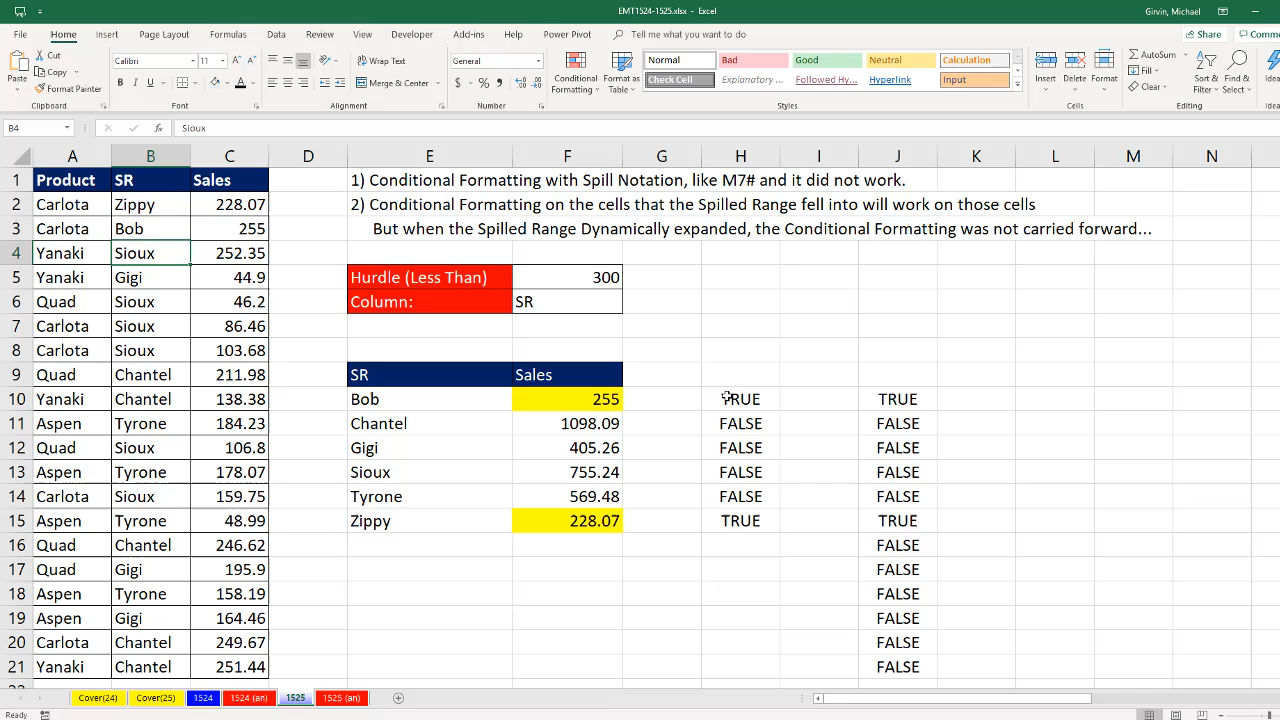 EMT1524-1525.xlsx - Excel
Girvin, Michael
File Home Insert Page Layout Formulas Data Review View Developer Add-ins Power Pivot Tell me what you want to do Share Comme
Paste Cut Copy Format Painter Clipboard
Calibri 11 B I U A Font
Wrap Text Merge & Center Alignment
General $ % Number
Conditional Formatting Format as Table
Normal Bad Good Neutral Calculation
Check Cell Explanatory ... Followed Hy... Hyperlink Input
Styles
Insert Delete Format Cells
AutoSum Fill Clear Sort & Filter Find & Select Editing
Ideas
B4 fx Sioux
A B C D E F G H I J K L M N
1 Product SR Sales 1) Conditional Formatting with Spill Notation, like M7# and it did not work.
2 Carlota Zippy 228.07 2) Conditional Formatting on the cells that the Spilled Range fell into will work on those cells
3 Carlota Bob 255 But when the Spilled Range Dynamically expanded, the Conditional Formatting was not carried forward...
4 Yanaki Sioux 252.35
5 Yanaki Gigi 44.9 Hurdle (Less Than) 300
6 Quad Sioux 46.2 Column: SR
7 Carlota Sioux 86.46
8 Carlota Sioux 103.68
9 Quad Chantel 211.98 SR Sales
10 Yanaki Chantel 138.38 Bob 255 TRUE TRUE
11 Aspen Tyrone 184.23 Chantel 1098.09 FALSE FALSE
12 Quad Sioux 106.8 Gigi 405.26 FALSE FALSE
13 Aspen Tyrone 178.07 Sioux 755.24 FALSE FALSE
14 Carlota Sioux 159.75 Tyrone 569.48 FALSE FALSE
15 Aspen Tyrone 48.99 Zippy 228.07 TRUE TRUE
16 Quad Chantel 246.62 FALSE
17 Quad Gigi 195.9 FALSE
18 Aspen Tyrone 158.19 FALSE
19 Aspen Gigi 164.46 FALSE
20 Carlota Chantel 249.67 FALSE
21 Yanaki Chantel 251.44 FALSE
Cover(24) Cover(25) 1524 1524 (an) 1525 1525 (an)
Ready